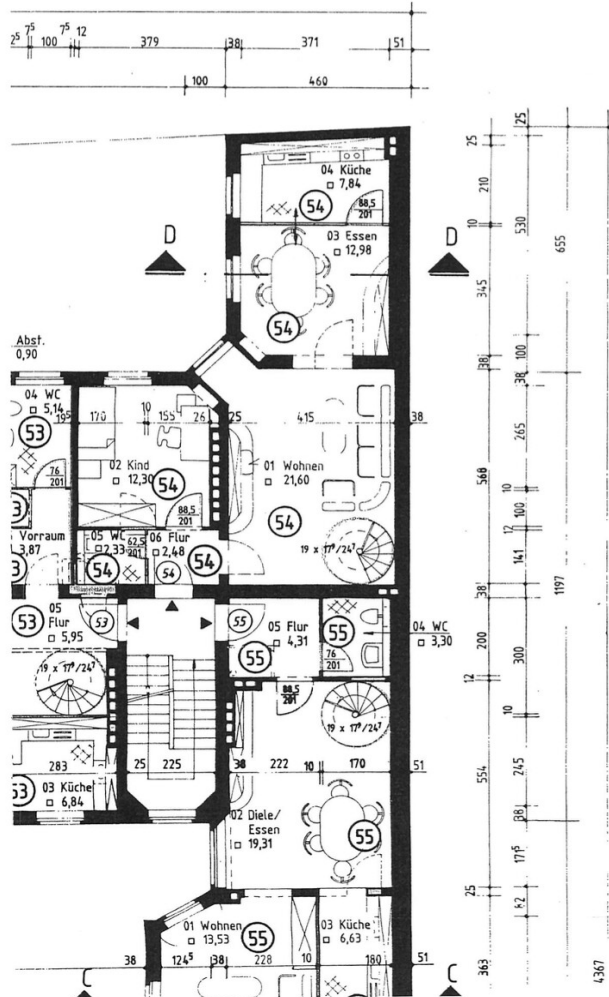 7⁵ 7⁵ 12
2⁵ 100 379 38 371 51
100 460
25
25
04 Küche
7,84
54
88,5
201
210
10
530
655
D
D
03 Essen
12,98
54
345
Abst.
0,90
38
100
38
04 WC
5,14
53
19⁵ 170 10 155 26 25 415 38
02 Kind
12,30
54
76
201
88,5
201
01 Wohnen
21,60
54
265
560
10
100
12
141
Vorraum
3,87
05 WC
2,33
62,5
201
54
06 Flur
2,48
54
54
19 x 17⁹/24⁷
38
1197
53
05
Flur
5,95
53
55
05 Flur
4,31
55
55
76
201
04 WC
3,30
200
300
12
10
19 x 17⁹/24⁷
88,5
201
19 x 17⁹/24⁷
283 25 225 38 222 10 170 51
53
03 Küche
6,84
554
245
38
02 Diele/
Essen
19,31
55
17¹⁵
25
01 Wohnen
13,53
55
03 Küche
6,63
38 124⁵ 38 228 10 180 51
363
4367
C
C